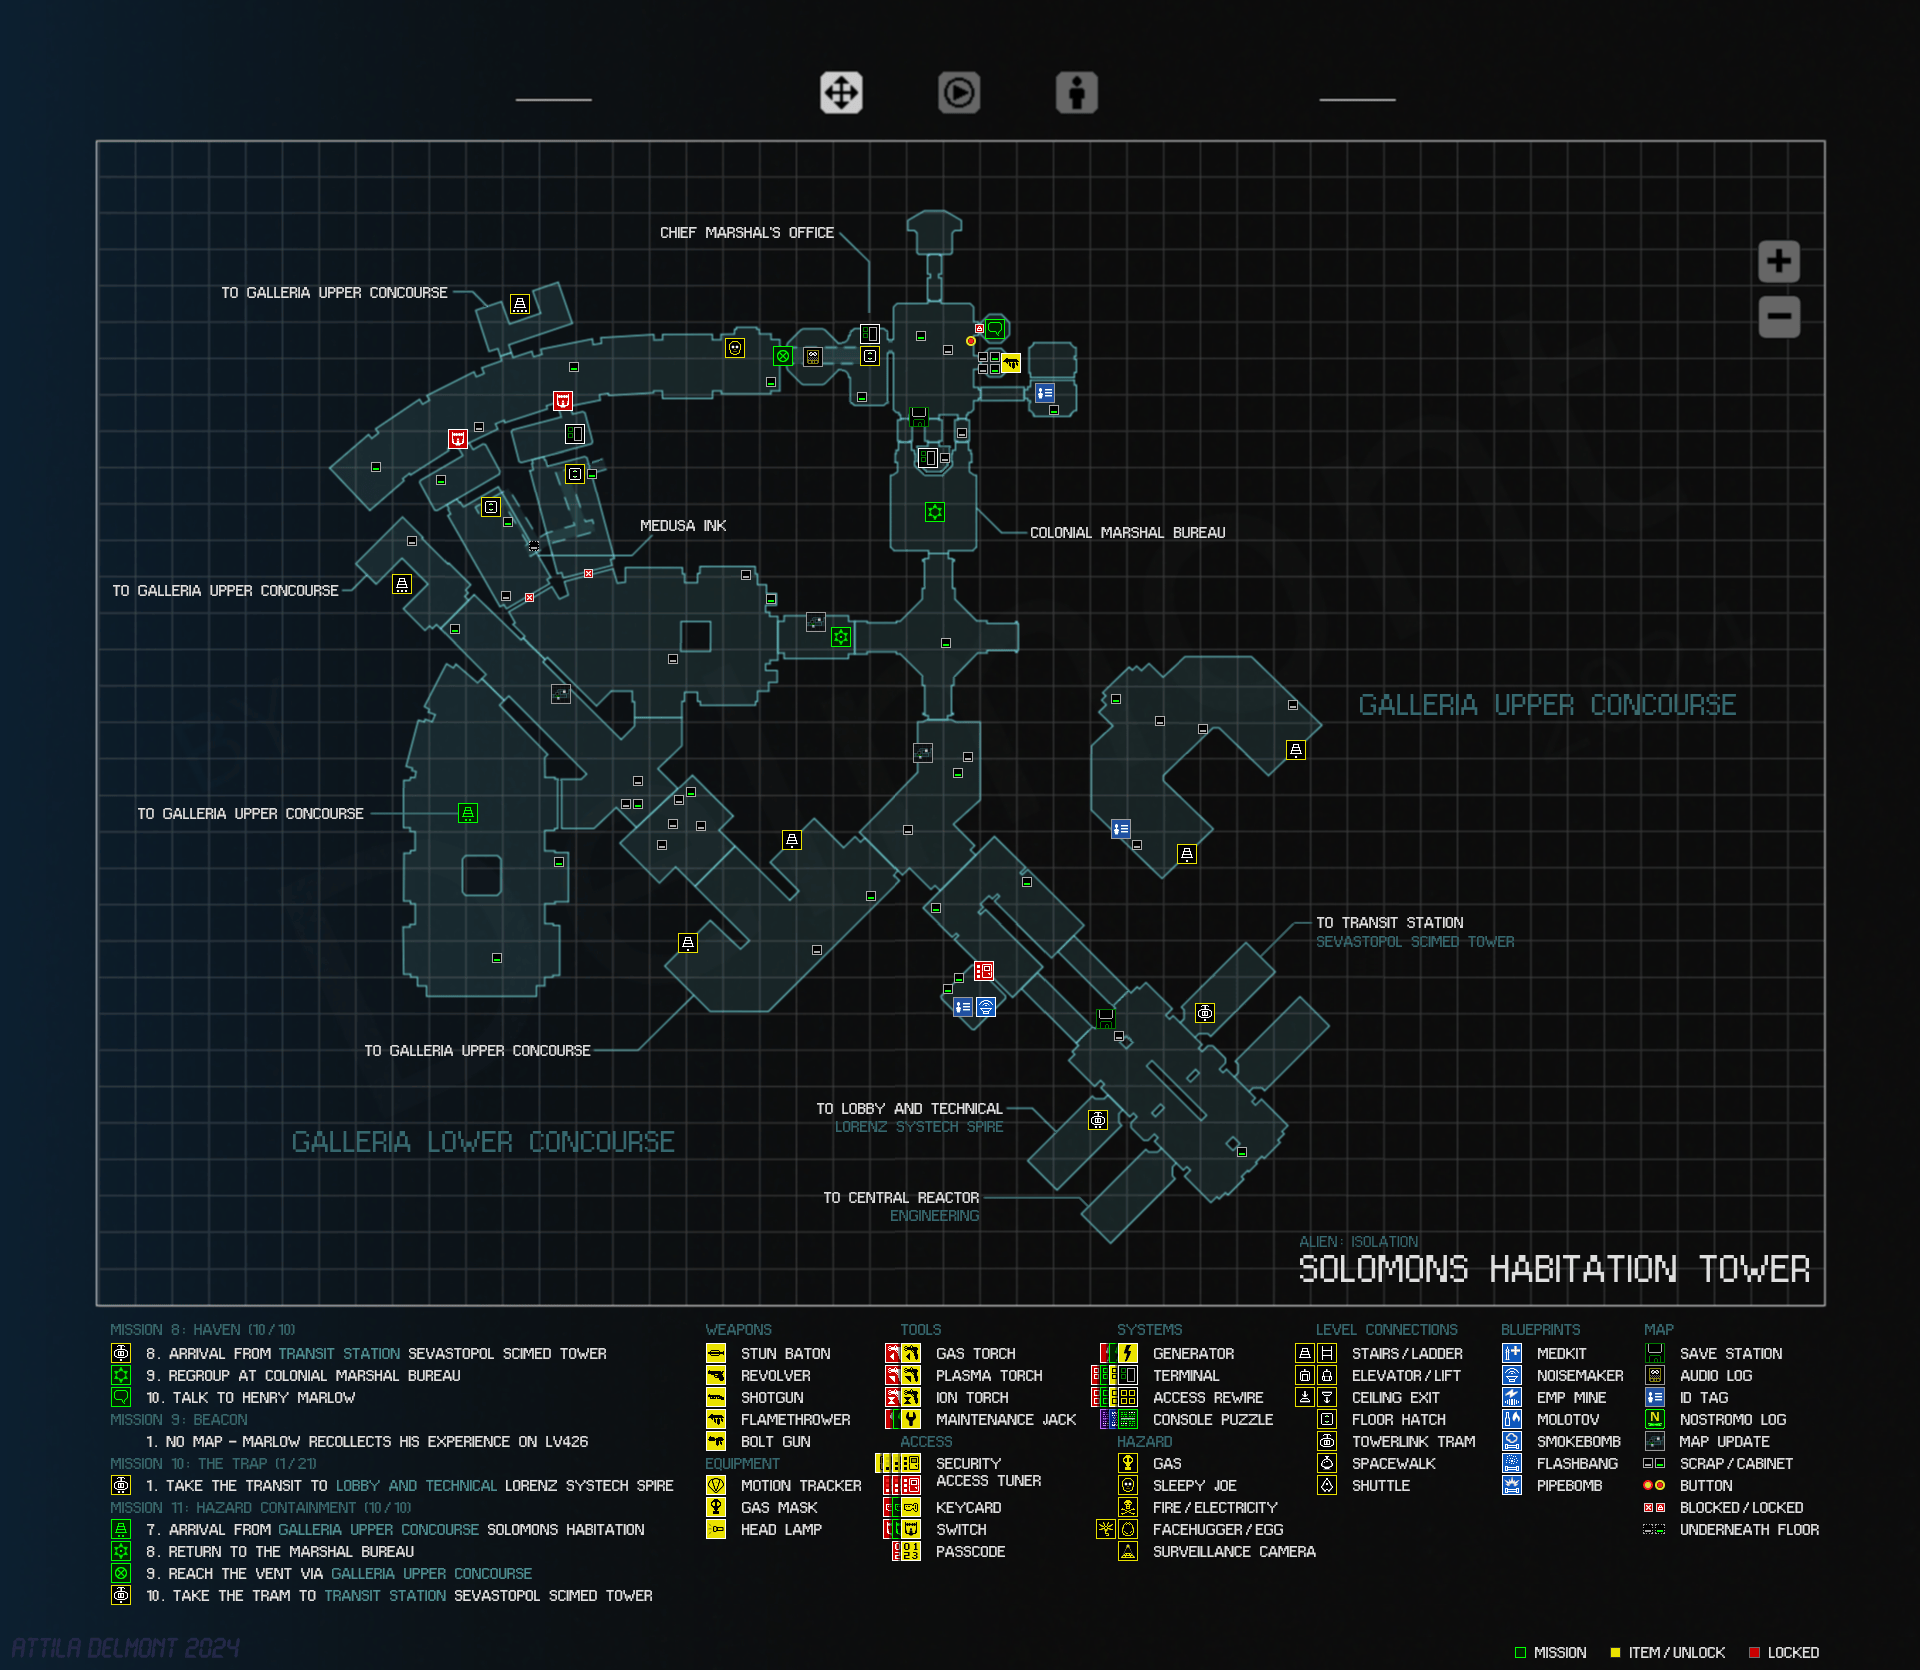 CHIEF MARSHAL'S OFFICE
TO GALLERIA UPPER CONCOURSE
MEDUSA INK
COLONIAL MARSHAL BUREAU
TO GALLERIA UPPER CONCOURSE
GALLERIA UPPER CONCOURSE
TO GALLERIA UPPER CONCOURSE
TO TRANSIT STATION
SEVASTOPOL SCIMED TOWER
TO GALLERIA UPPER CONCOURSE
TO LOBBY AND TECHNICAL
LORENZ SYSTECH SPIRE
GALLERIA LOWER CONCOURSE
TO CENTRAL REACTOR
ENGINEERING
ALIEN: ISOLATION
SOLOMONS HABITATION TOWER
MISSION 8: HAVEN (10/10)
8. ARRIVAL FROM TRANSIT STATION SEVASTOPOL SCIMED TOWER
9. REGROUP AT COLONIAL MARSHAL BUREAU
10. TALK TO HENRY MARLOW
MISSION 9: BEACON
1. NO MAP - MARLOW RECOLLECTS HIS EXPERIENCE ON LV426
MISSION 10: THE TRAP (1/21)
1. TAKE THE TRANSIT TO LOBBY AND TECHNICAL LORENZ SYSTECH SPIRE
MISSION 11: HAZARD CONTAINMENT (10/10)
7. ARRIVAL FROM GALLERIA UPPER CONCOURSE SOLOMONS HABITATION
8. RETURN TO THE MARSHAL BUREAU
9. REACH THE VENT VIA GALLERIA UPPER CONCOURSE
10. TAKE THE TRAM TO TRANSIT STATION SEVASTOPOL SCIMED TOWER
WEAPONS
STUN BATON
REVOLVER
SHOTGUN
FLAMETHROWER
BOLT GUN
EQUIPMENT
MOTION TRACKER
GAS MASK
HEAD LAMP
TOOLS
GAS TORCH
PLASMA TORCH
ION TORCH
MAINTENANCE JACK
ACCESS
SECURITY
ACCESS TUNER
KEYCARD
SWITCH
PASSCODE
SYSTEMS
GENERATOR
TERMINAL
ACCESS REWIRE
CONSOLE PUZZLE
HAZARD
GAS
SLEEPY JOE
FIRE/ELECTRICITY
FACEHUGGER/EGG
SURVEILLANCE CAMERA
LEVEL CONNECTIONS
STAIRS/LADDER
ELEVATOR/LIFT
CEILING EXIT
FLOOR HATCH
TOWERLINK TRAM
SPACEWALK
SHUTTLE
BLUEPRINTS
MEDKIT
NOISEMAKER
EMP MINE
MOLOTOV
SMOKEBOMB
FLASHBANG
PIPEBOMB
MAP
SAVE STATION
AUDIO LOG
ID TAG
NOSTROMO LOG
MAP UPDATE
SCRAP/CABINET
BUTTON
BLOCKED/LOCKED
UNDERNEATH FLOOR
ATTILA DELMONT 2024
MISSION
ITEM/UNLOCK
LOCKED